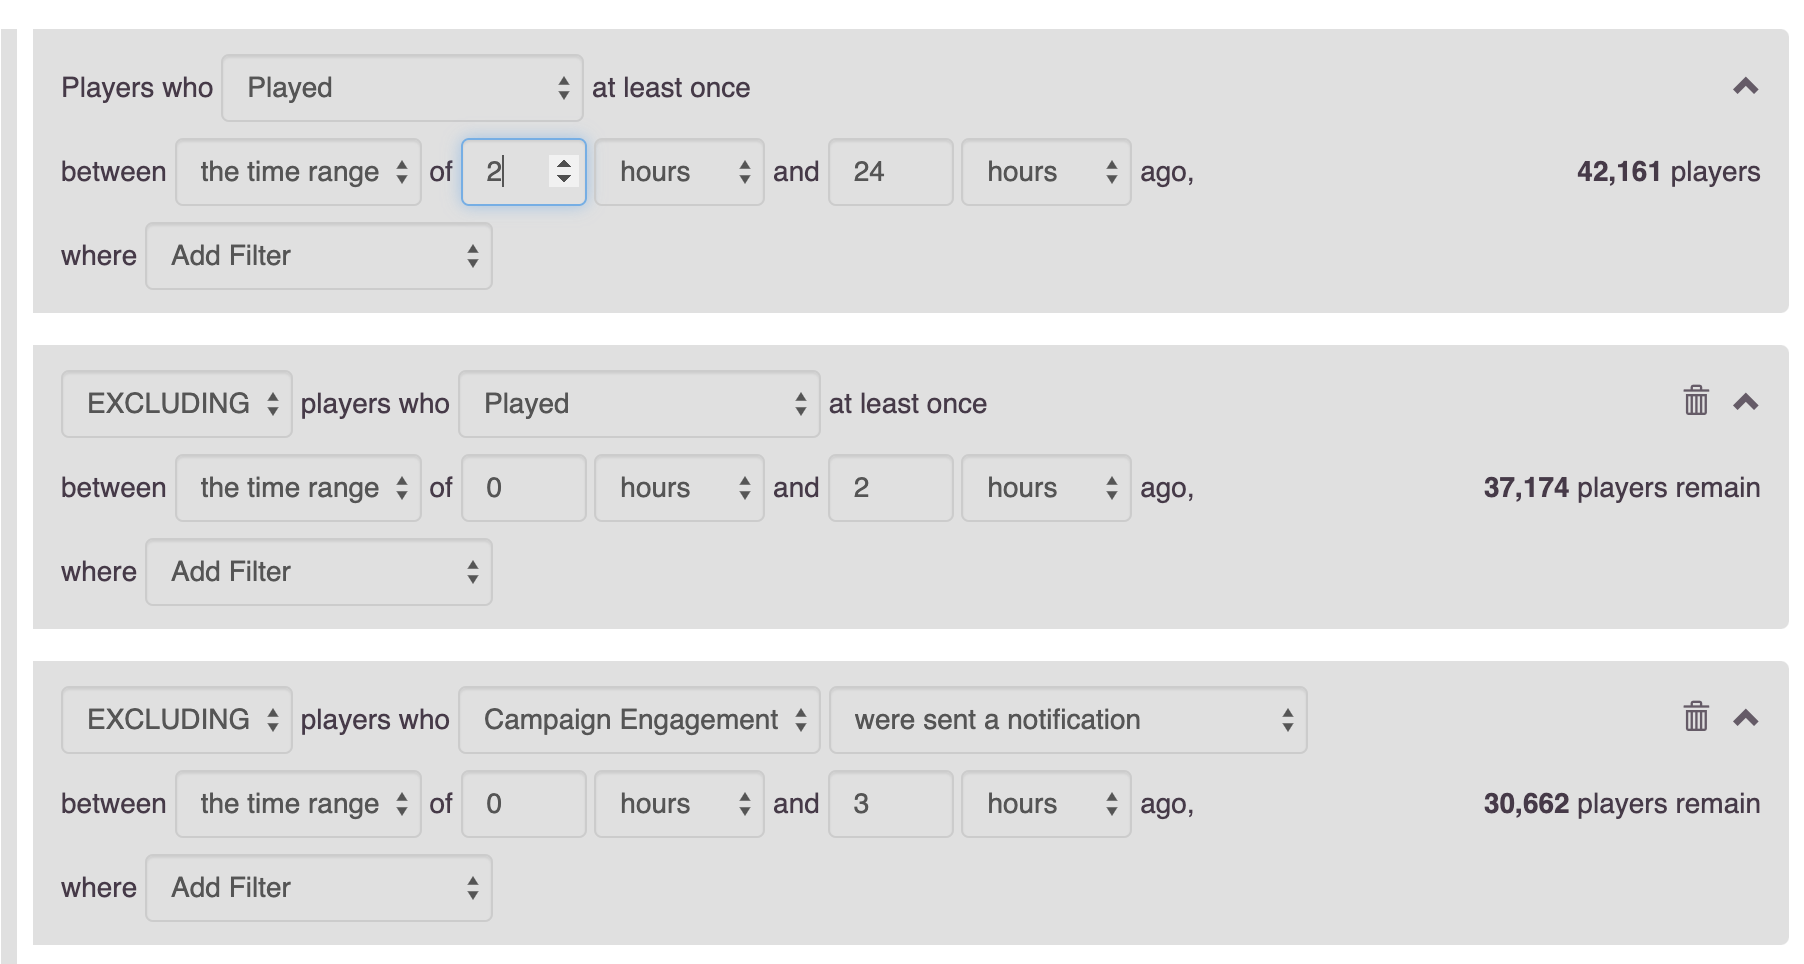 Players who Played at least once
between the time range of 2 hours and 24 hours ago, 42,161 players
where Add Filter
EXCLUDING players who Played at least once
between the time range of 0 hours and 2 hours ago, 37,174 players remain
where Add Filter
EXCLUDING players who Campaign Engagement were sent a notification
between the time range of 0 hours and 3 hours ago, 30,662 players remain
where Add Filter